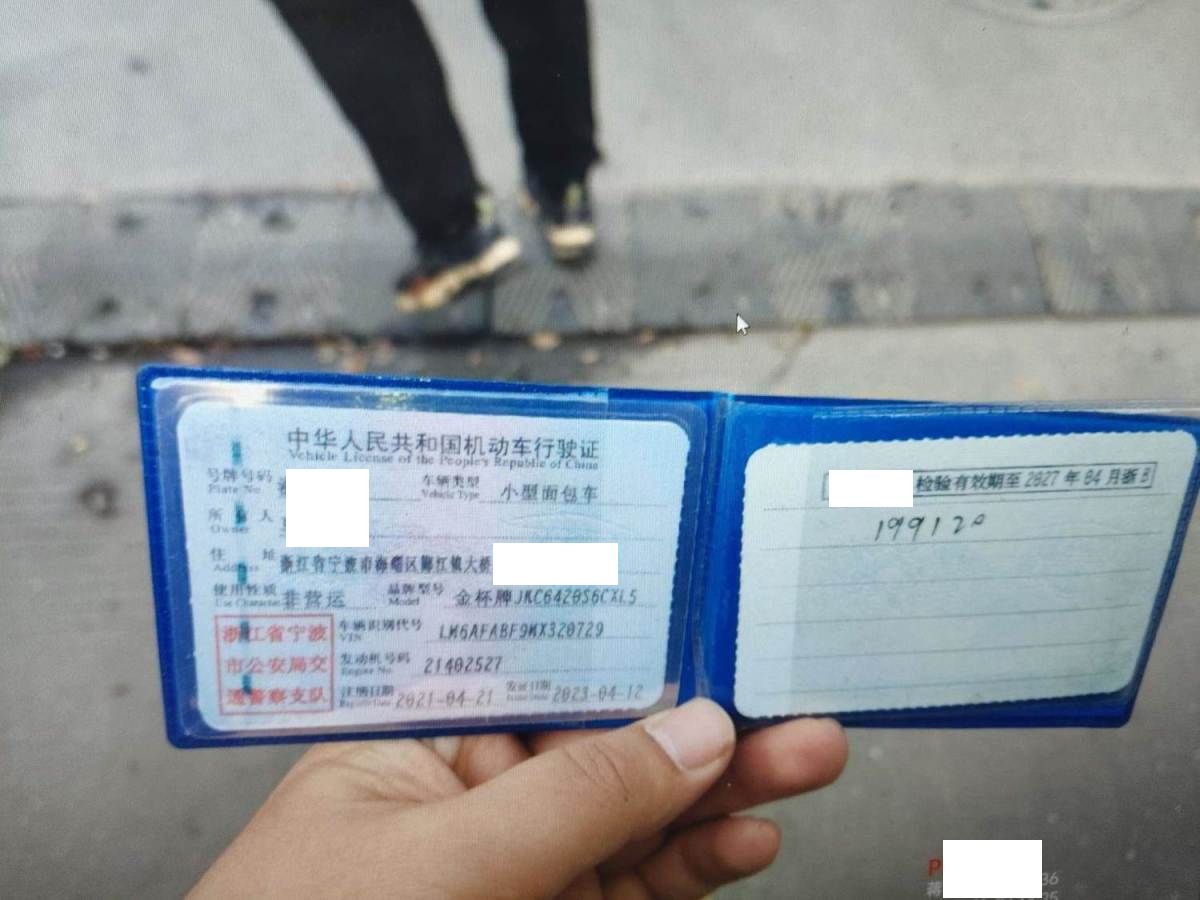 中华人民共和国机动车行驶证
Vehicle License of the People's Republic of China
号牌号码
Plate No.
车辆类型
Vehicle Type
小型面包车
所 人
Owner
住 址
Address
浙江省宁波市海曙区鄞江镇大桥
使用性质
Use Character
非营运
品牌型号
Model
金杯牌JKC6420S6CXL5
浙江省宁波
市公安局交
通警察支队
车辆识别代号
VIN
LM6AFABF9MX320729
发动机号码
Engine No.
21402527
注册日期
Register Date
2021-04-21
发证日期
Issue Date
2023-04-12
检验有效期至 2027 年 04 月浙B
199120
P
蒋
36